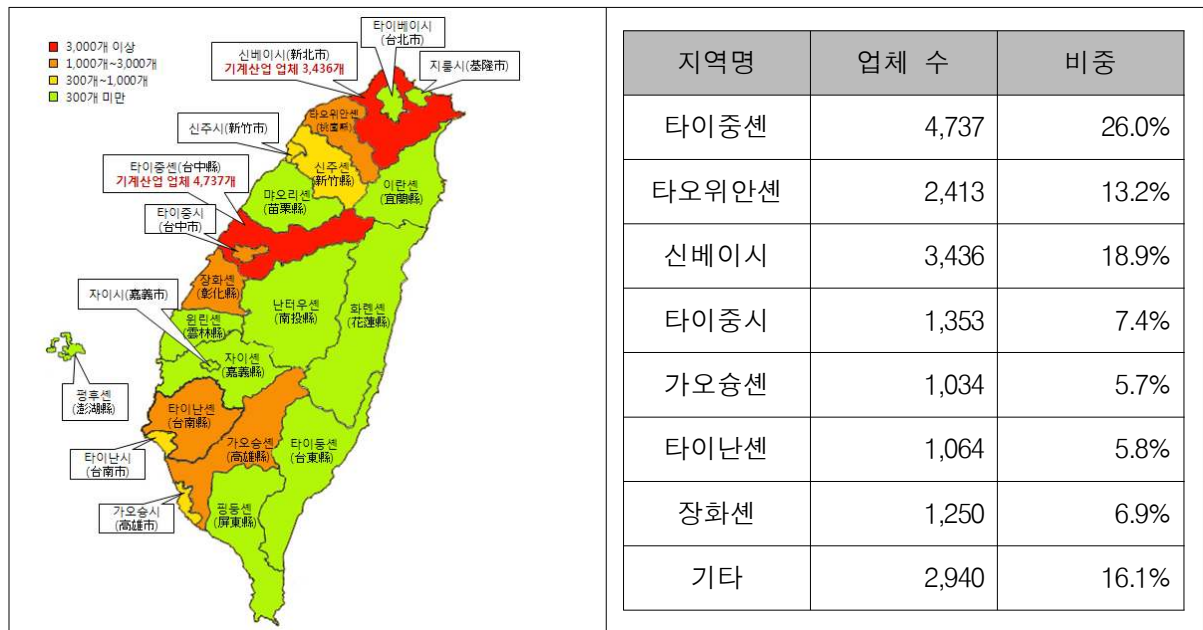 3,000개 이상
1,000개~3,000개
300개~1,000개
300개 미만
타이베이시
(台北市)
신베이시(新北市)
기계산업 업체 3,436개
지룽시(基隆市)
타오위안셴
(桃園縣)
신주시(新竹市)
신주셴
(新竹縣)
이란셴
(宜蘭縣)
타이중셴(台中縣)
기계산업 업체 4,737개
먀오리셴
(苗栗縣)
타이중시
(台中市)
장화셴
(彰化縣)
난터우셴
(南投縣)
화롄셴
(花蓮縣)
자이시(嘉義市)
윈린셴
(雲林縣)
자이셴
(嘉義縣)
펑후셴
(澎湖縣)
타이난셴
(台南縣)
가오슝셴
(高雄縣)
타이둥셴
(台東縣)
타이난시
(台南市)
가오슝시
(高雄市)
핑둥셴
(屏東縣)
지역명 업체 수 비중
타이중셴 4,737 26.0%
타오위안셴 2,413 13.2%
신베이시 3,436 18.9%
타이중시 1,353 7.4%
가오슝셴 1,034 5.7%
타이난셴 1,064 5.8%
장화셴 1,250 6.9%
기타 2,940 16.1%